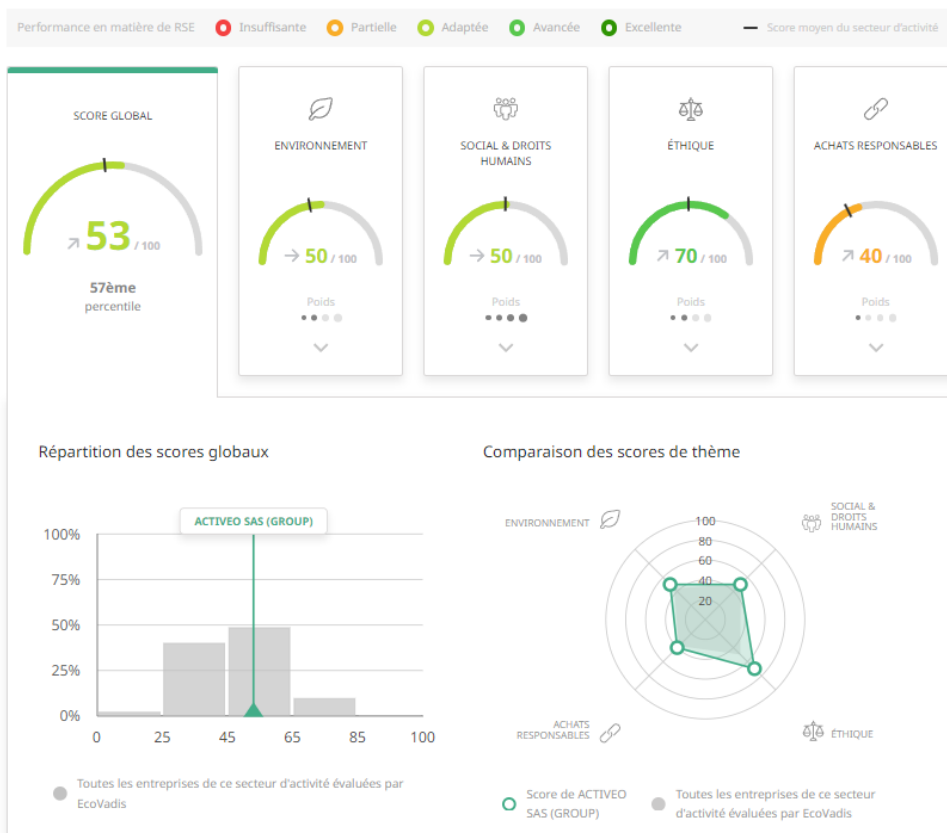 Performance en matière de RSE
Insuffisante
Partielle
Adaptée
Avancée
Excellente
Score moyen du secteur d'activité
SCORE GLOBAL
53 / 100
57ème
percentile
ENVIRONNEMENT
50 / 100
Poids
SOCIAL & DROITS
HUMAINS
50 / 100
Poids
ÉTHIQUE
70 / 100
Poids
ACHATS RESPONSABLES
40 / 100
Poids
Répartition des scores globaux
ACTIVEO SAS (GROUP)
100%
75%
50%
25%
0%
0 25 45 65 85 100
Toutes les entreprises de ce secteur d'activité évaluées par
EcoVadis
Comparaison des scores de thème
ENVIRONNEMENT
SOCIAL &
DROITS
HUMAINS
100
80
60
40
20
ACHATS
RESPONSABLES
ÉTHIQUE
Score de ACTIVEO
SAS (GROUP)
Toutes les entreprises de ce secteur
d'activité évaluées par EcoVadis